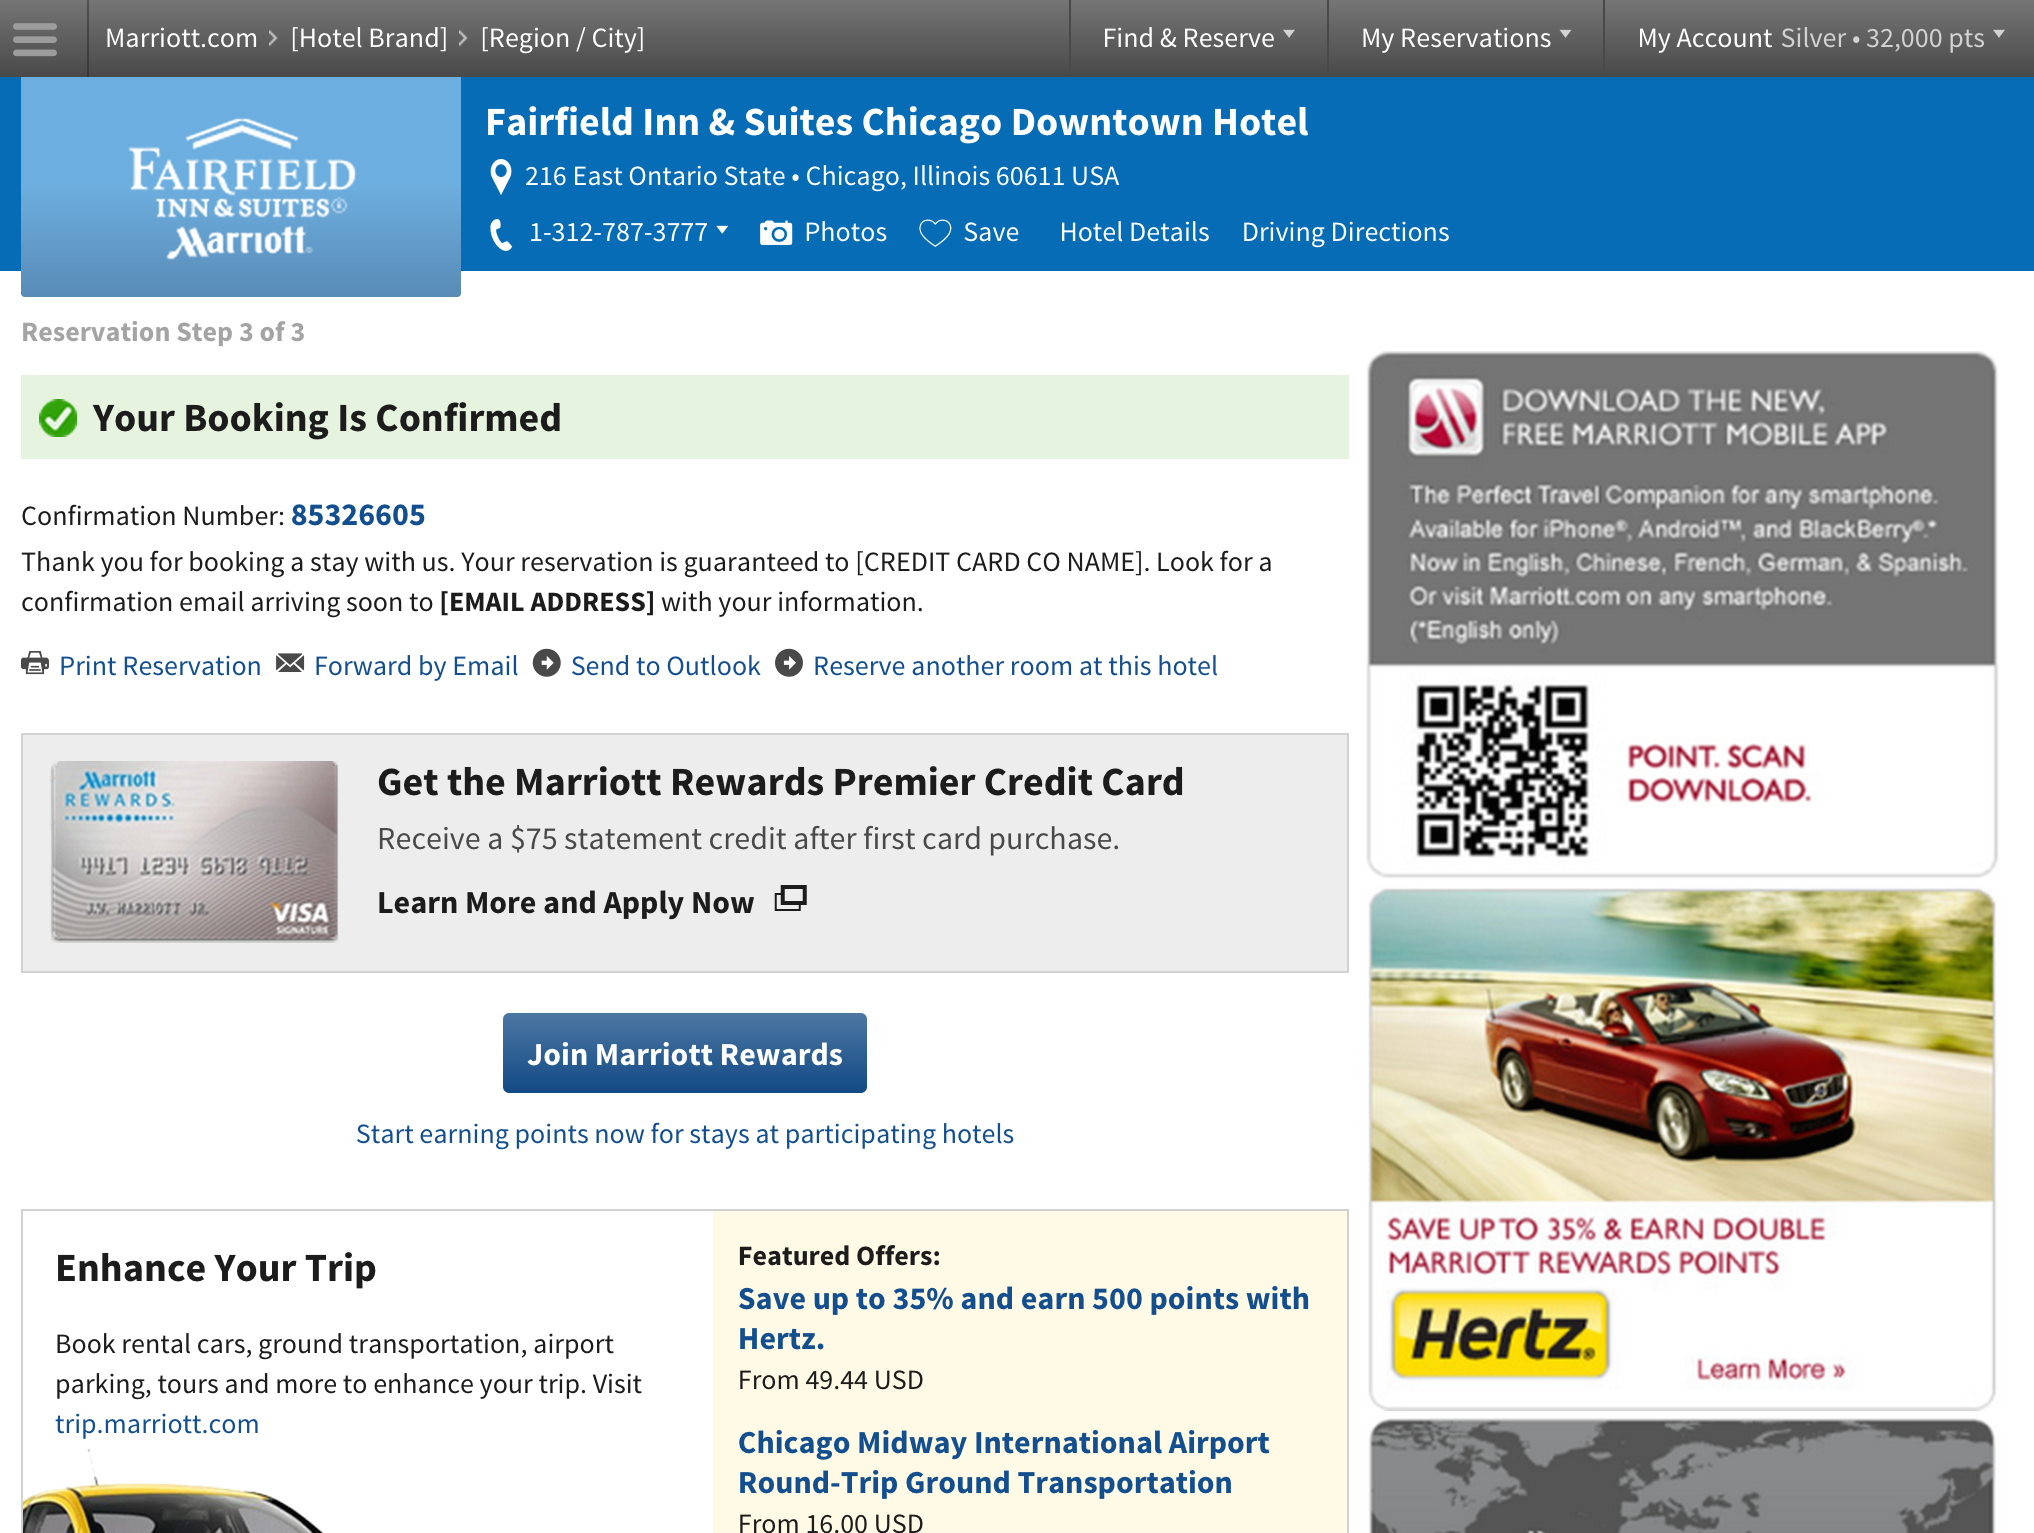 Marriott.com > [Hotel Brand] > [Region / City]
Find & Reserve
My Reservations
My Account Silver • 32,000 pts
FAIRFIELD
INN & SUITES®
Marriott.
Fairfield Inn & Suites Chicago Downtown Hotel
216 East Ontario State • Chicago, Illinois 60611 USA
1-312-787-3777
Photos
Save
Hotel Details
Driving Directions
Reservation Step 3 of 3
Your Booking Is Confirmed
Confirmation Number: 85326605
Thank you for booking a stay with us. Your reservation is guaranteed to [CREDIT CARD CO NAME]. Look for a
confirmation email arriving soon to [EMAIL ADDRESS] with your information.
Print Reservation
Forward by Email
Send to Outlook
Reserve another room at this hotel
Marriott
REWARDS.
4417 1234 5678 9112
J.W. MARRIOTT JR.
VISA
SIGNATURE
Get the Marriott Rewards Premier Credit Card
Receive a $75 statement credit after first card purchase.
Learn More and Apply Now
Join Marriott Rewards
Start earning points now for stays at participating hotels
Enhance Your Trip
Book rental cars, ground transportation, airport
parking, tours and more to enhance your trip. Visit
trip.marriott.com
Featured Offers:
Save up to 35% and earn 500 points with
Hertz.
From 49.44 USD
Chicago Midway International Airport
Round-Trip Ground Transportation
From 16.00 USD
DOWNLOAD THE NEW,
FREE MARRIOTT MOBILE APP
The Perfect Travel Companion for any smartphone.
Available for iPhone®, Android™, and BlackBerry®.*
Now in English, Chinese, French, German, & Spanish.
Or visit Marriott.com on any smartphone.
(*English only)
POINT. SCAN
DOWNLOAD.
SAVE UP TO 35% & EARN DOUBLE
MARRIOTT REWARDS POINTS
Hertz.®
Learn More »